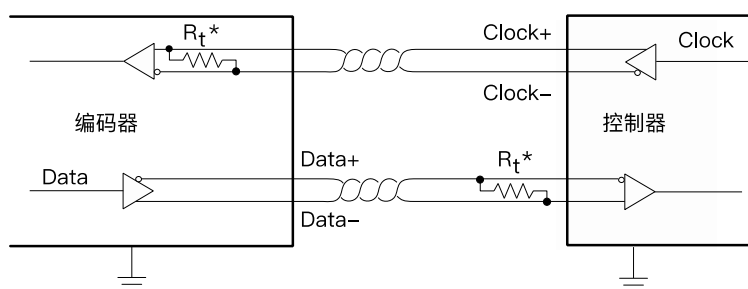 Rt*
Clock+
Clock
Clock−
编码器
控制器
Data+
Rt*
Data
Data−